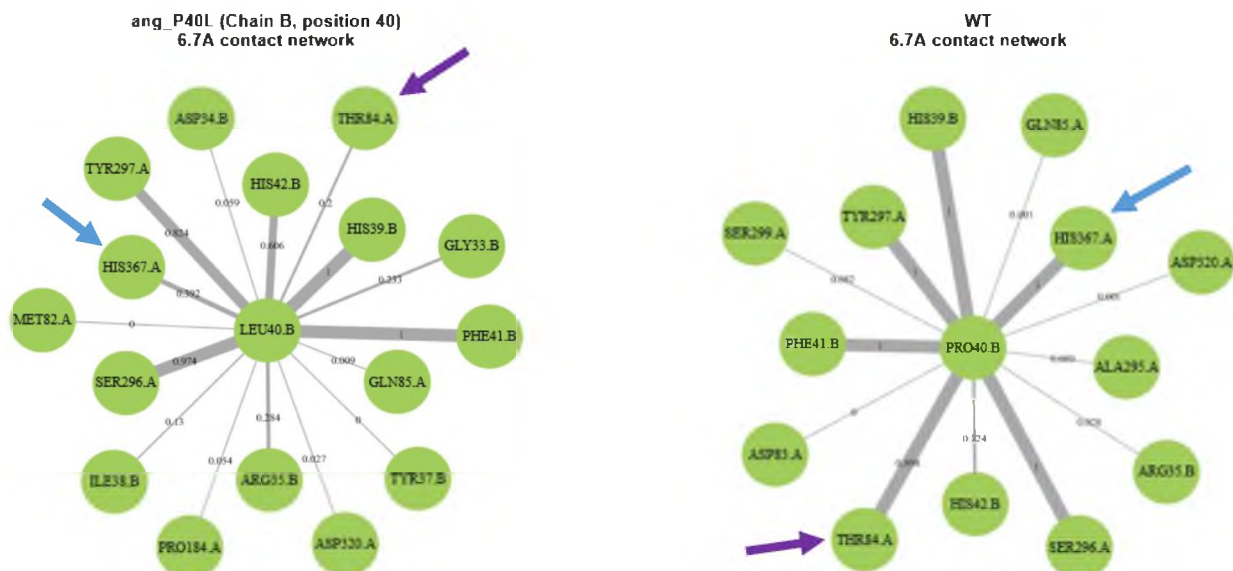 ang_P40L (Chain B, position 40)
6.7A contact network
ASP34.B
THR84.A
TYR297.A
HIS42.B
0.059
0.2
HIS39.B
GLY33.B
0.824
0.606
HIS367.A
1
0.233
0.392
MET82.A
0
LEU40.B
1
PHE41.B
0.974
0.009
SER296.A
GLN85.A
0.13
0.284
0
ILE38.B
0.054
ARG35.B
0.027
TYR37.B
PRO184.A
ASP320.A
WT
6.7A contact network
HIS39.B
GLN85.A
TYR297.A
1
0.001
HIS367.A
SER299.A
ASP320.A
1
1
PHE41.B
1
PRO40.B
ALA295.A
ASP83.A
0
1
ARG35.B
HIS42.B
THR84.A
SER296.A